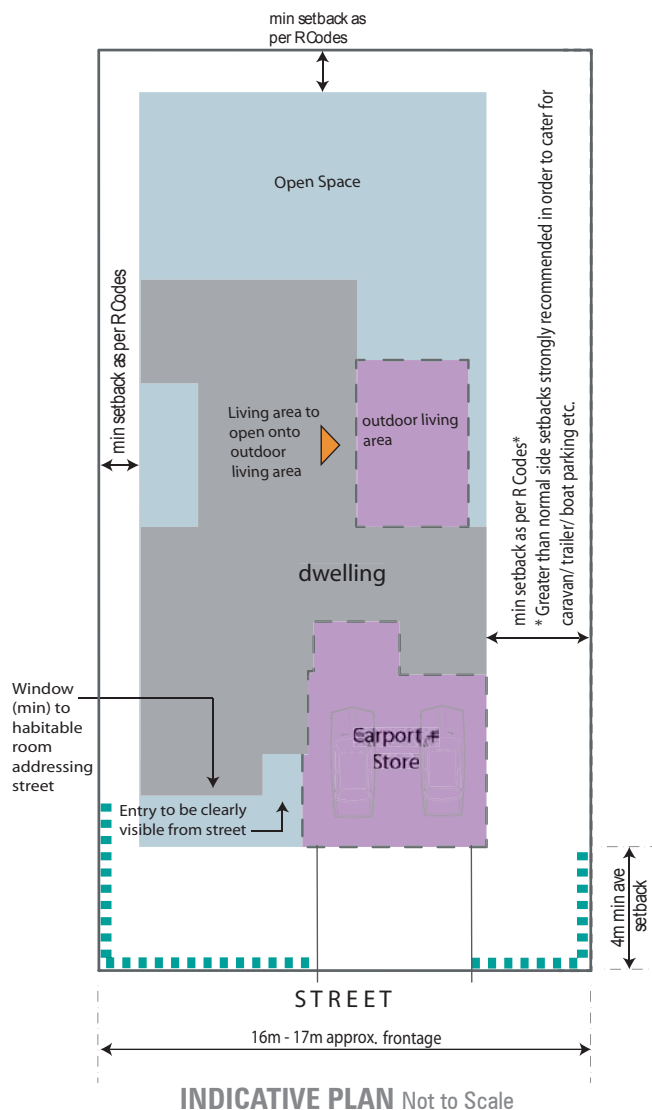 min setback as
per RCodes
Open Space
min setback as per R Codes
Living area to
open onto
outdoor
living area
outdoor living
area
min setback as per R Codes*
* Greater than normal side setbacks strongly recommended in order to cater for
caravan/ trailer/ boat parking etc.
dwelling
Window
(min) to
habitable
room
addressing
street
Carport +
Store
Entry to be clearly
visible from street
4m min ave
setback
STREET
16m - 17m approx. frontage
INDICATIVE PLAN Not to Scale